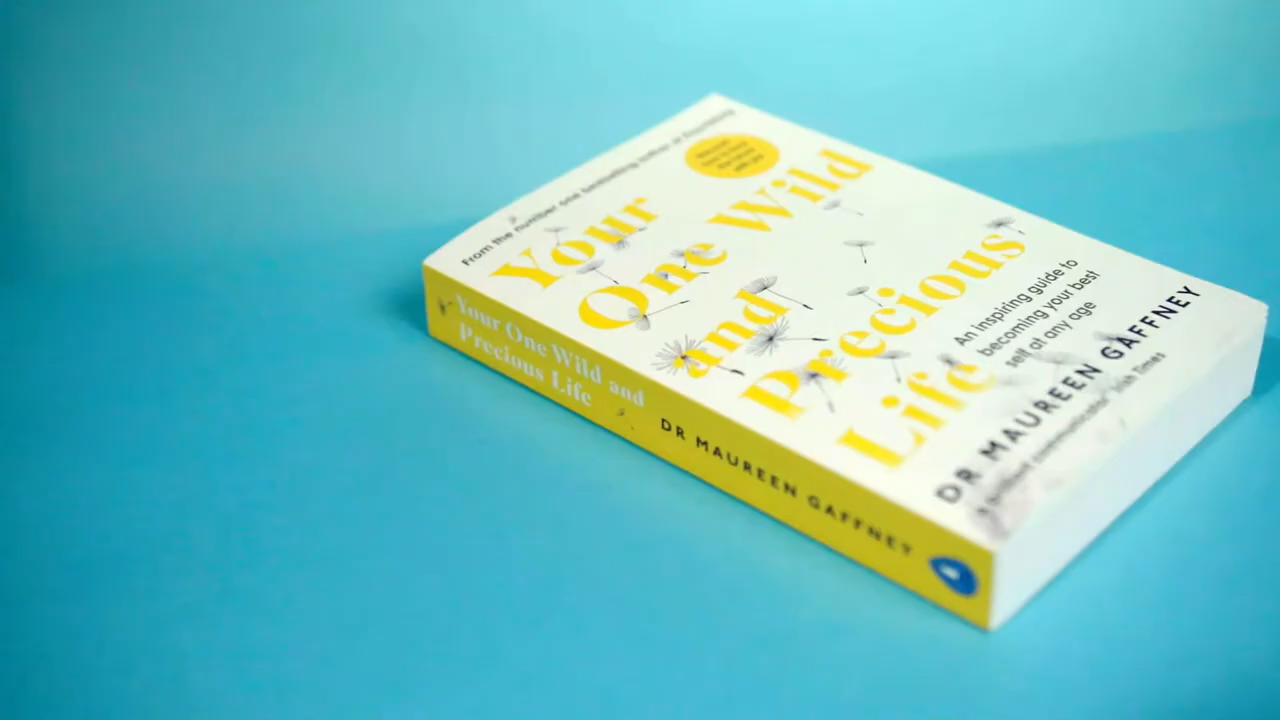 From the number one bestselling author of Flourishing
Your
One Wild
and
Precious
Life
An inspiring guide to
becoming your best
self at any age
DR MAUREEN GAFFNEY
Irish Times
Your One Wild and
Precious Life
DR MAUREEN GAFFNEY